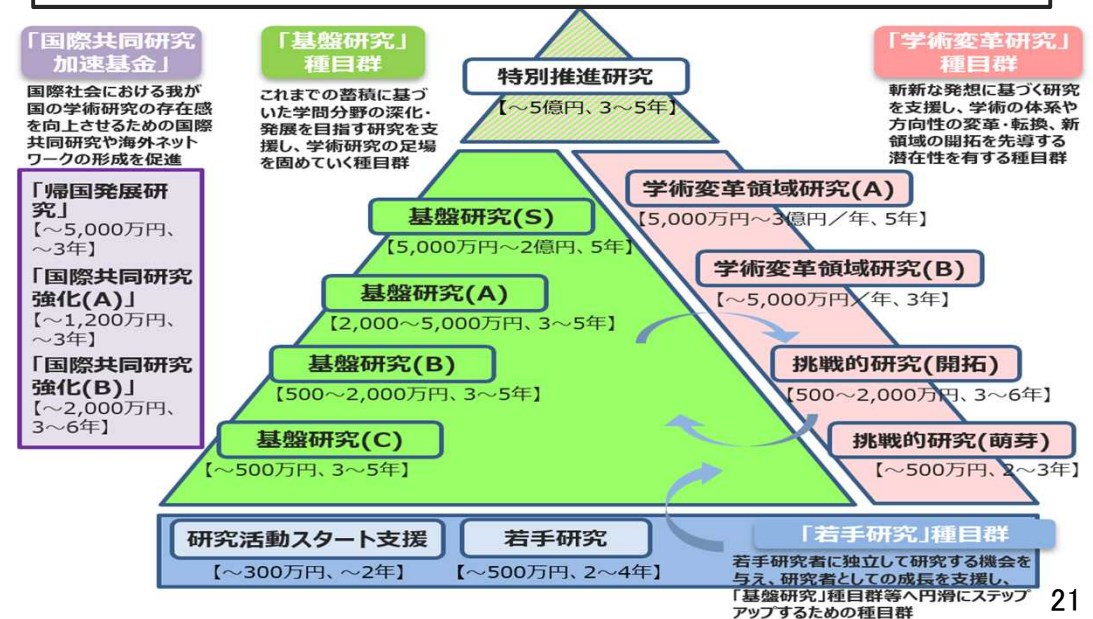 「国際共同研究
加速基金」
国際社会における我が
国の学術研究の存在感
を向上させるための国際
共同研究や海外ネット
ワークの形成を促進
「帰国発展研
究」
【～5,000万円、
～3年】
「国際共同研究
強化(A)」
【～1,200万円、
～3年】
「国際共同研究
強化(B)」
【～2,000万円、
3～6年】
「基盤研究」
種目群
これまでの蓄積に基づ
いた学問分野の深化・
発展を目指す研究を支
援し、学術研究の足場
を固めていく種目群
特別推進研究
【～5億円、3～5年】
「学術変革研究」
種目群
斬新な発想に基づく研究
を支援し、学術の体系や
方向性の変革・転換、新
領域の開拓を先導する
潜在性を有する種目群
基盤研究(S)
【5,000万円～2億円、5年】
基盤研究(A)
【2,000～5,000万円、3～5年】
基盤研究(B)
【500～2,000万円、3～5年】
基盤研究(C)
【～500万円、3～5年】
学術変革領域研究(A)
【5,000万円～3億円／年、5年】
学術変革領域研究(B)
【～5,000万円／年、3年】
挑戦的研究(開拓)
【500～2,000万円、3～6年】
挑戦的研究(萌芽)
【～500万円、2～3年】
研究活動スタート支援
【～300万円、～2年】
若手研究
【～500万円、2～4年】
「若手研究」種目群
若手研究者に独立して研究する機会を
与え、研究者としての成長を支援し、
「基盤研究」種目群等へ円滑にステップ
アップするための種目群
21